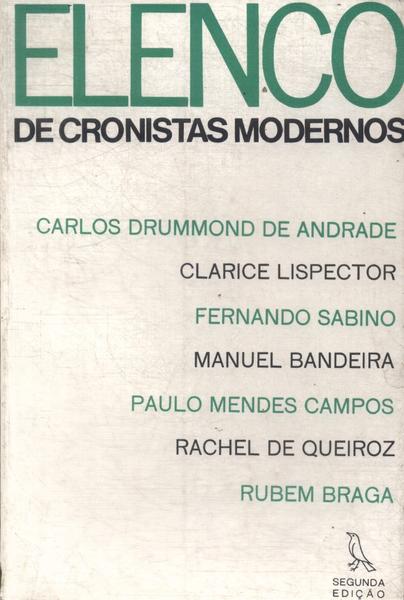 ELENCO
DE CRONISTAS MODERNOS
CARLOS DRUMMOND DE ANDRADE
CLARICE LISPECTOR
FERNANDO SABINO
MANUEL BANDEIRA
PAULO MENDES CAMPOS
RACHEL DE QUEIROZ
RUBEM BRAGA
SEGUNDA
EDIÇÃO